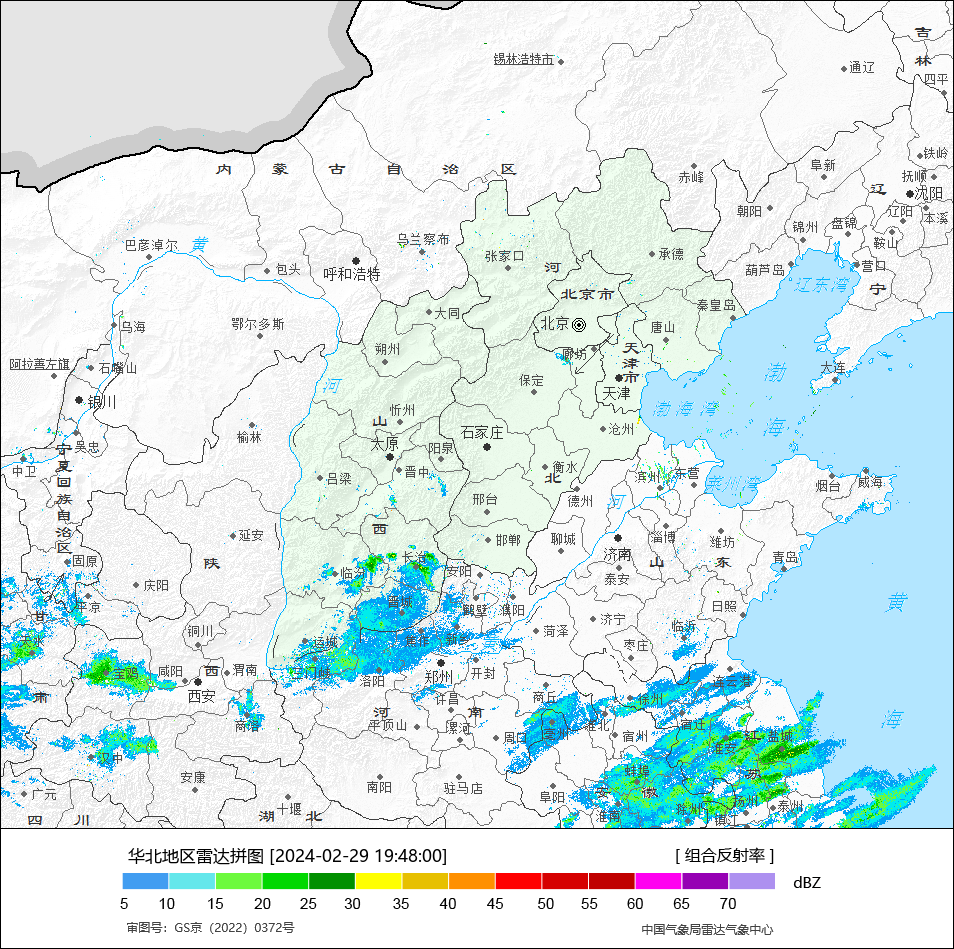 吉
锡林浩特市
林
通辽
四平
内 蒙 古 自 治 区
铁岭
阜新
抚顺
赤峰
辽
沈阳
朝阳
辽阳
本溪
锦州
盘锦
鞍山
乌兰察布
巴彦淖尔
黄
张家口
河
承德
营口
包头
呼和浩特
葫芦岛
辽东湾
宁
北京市
秦皇岛
大同
乌海
鄂尔多斯
北京
唐山
朔州
廊坊
天
津
市
阿拉善左旗
石嘴山
大连
渤
河
保定
天津
银川
渤海湾
忻州
山
海
榆林
太原
石家庄
沧州
吴忠
阳泉
宁
夏
回
族
自
治
区
中卫
晋中
衡水
滨州
东营
吕梁
北
莱州湾
烟台
威海
邢台
德州
河
西
延安
邯郸
聊城
淄博
潍坊
济南
青岛
固原
陕
长治
山
东
临汾
安阳
泰安
庆阳
平凉
晋城
黄
鹤壁
濮阳
日照
甘
济宁
铜川
菏泽
临沂
天水
运城
焦作
新乡
枣庄
宝鸡
咸阳
西
渭南
三门峡
洛阳
郑州
开封
西安
连云港
肃
商丘
徐州
许昌
河
南
海
商洛
平顶山
漯河
周口
亳州
淮北
宿州
宿迁
江
盐城
淮安
汉中
安康
蚌埠
苏
南阳
驻马店
阜阳
安
徽
广元
十堰
淮南
滁州
扬州
泰州
四 川
湖 北
镇江
华北地区雷达拼图 [2024-02-29 19:48:00]
[ 组合反射率 ]
dBZ
5 10 15 20 25 30 35 40 45 50 55 60 65 70
审图号：GS京（2022）0372号
中国气象局雷达气象中心